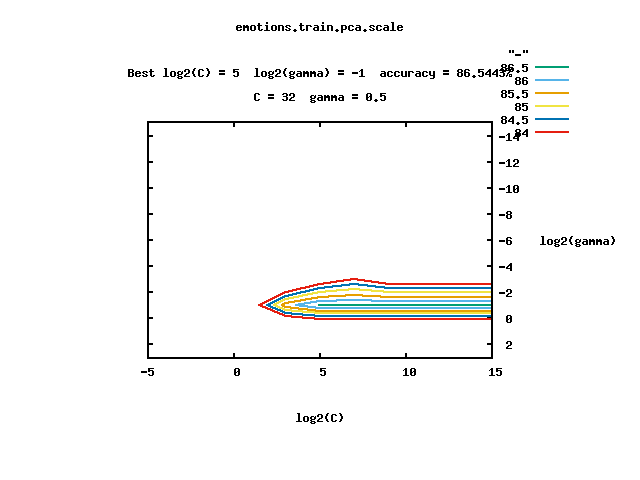 emotions.train.pca.scale
"-"
Best log2(C) = 5  log2(gamma) = -1  accuracy = 86.5443%
86.5
86
C = 32  gamma = 0.5
85.5
85
84.5
84
-14
-12
-10
-8
-6
log2(gamma)
-4
-2
0
2
-5 0 5 10 15
log2(C)